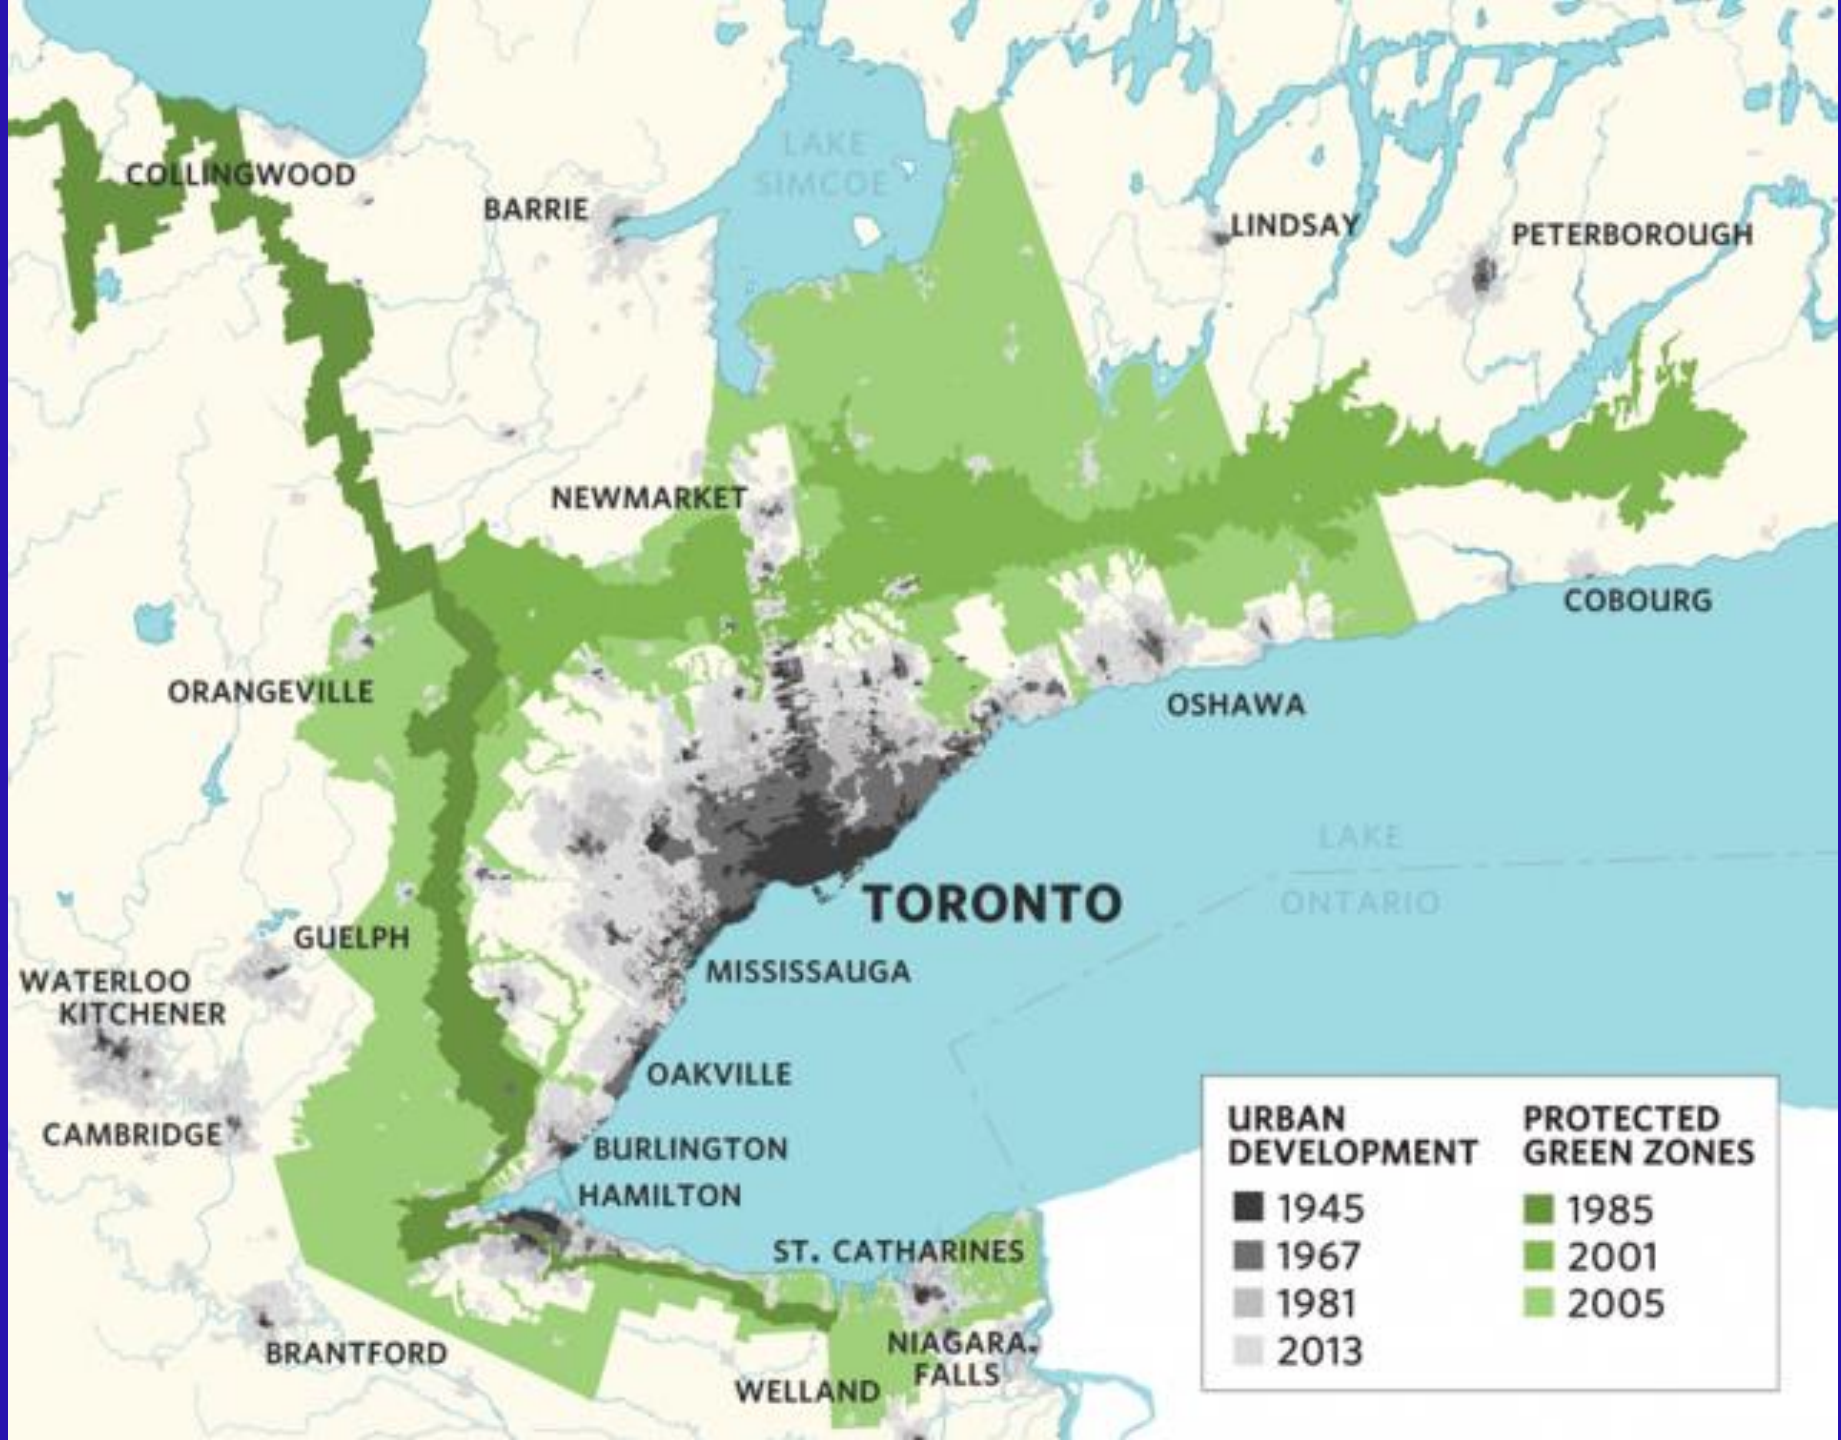 COLLINGWOOD
BARRIE
LAKE
SIMCOE
LINDSAY
PETERBOROUGH
NEWMARKET
COBOURG
ORANGEVILLE
OSHAWA
LAKE
ONTARIO
TORONTO
GUELPH
MISSISSAUGA
WATERLOO
KITCHENER
OAKVILLE
CAMBRIDGE
BURLINGTON
HAMILTON
ST. CATHARINES
NIAGARA
FALLS
BRANTFORD
WELLAND
URBAN
DEVELOPMENT
1945
1967
1981
2013
PROTECTED
GREEN ZONES
1985
2001
2005